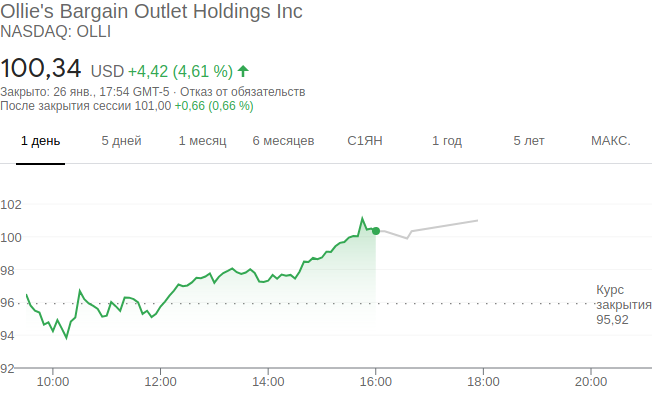 Ollie's Bargain Outlet Holdings Inc
NASDAQ: OLLI
100,34 USD +4,42 (4,61 %)
Закрыто: 26 янв., 17:54 GMT-5 · Отказ от обязательств
После закрытия сессии 101,00 +0,66 (0,66 %)
1 день 5 дней 1 месяц 6 месяцев С1ЯН 1 год 5 лет МАКС.
102
100
98
96
94
92
Курс
закрытия
95,92
10:00 12:00 14:00 16:00 18:00 20:00